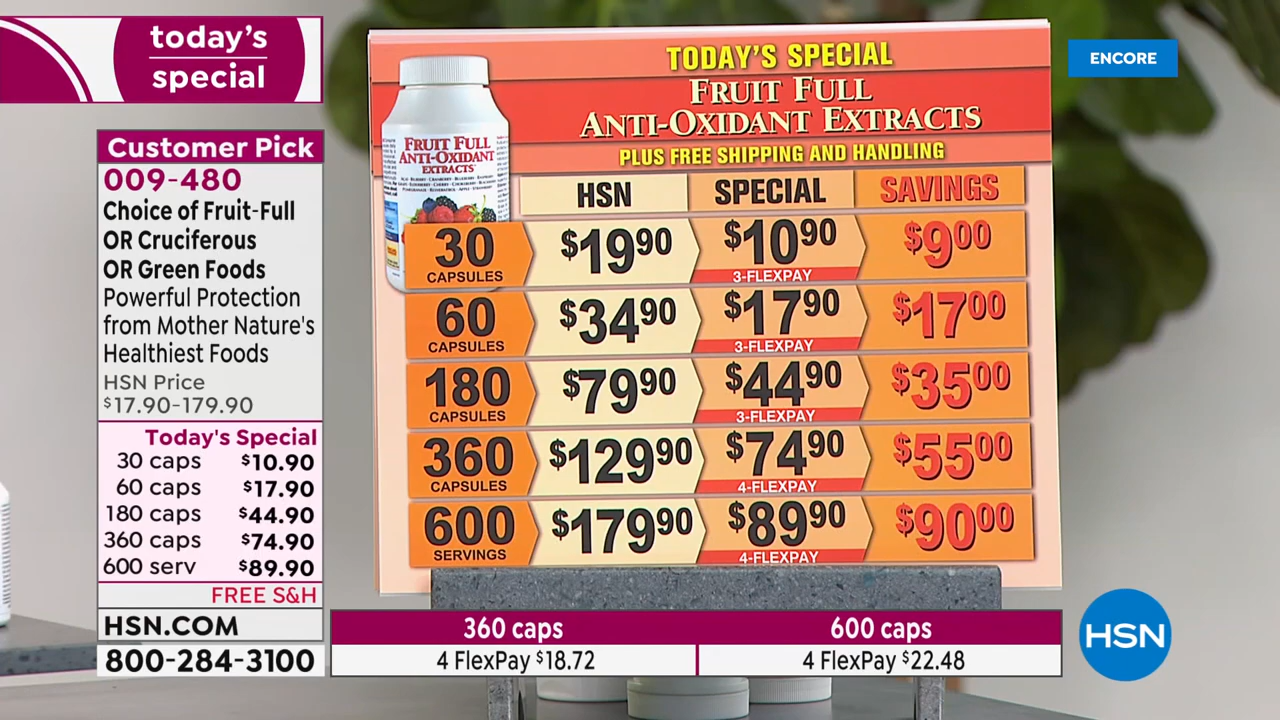 today's
special
ENCORE
Customer Pick
009-480
Choice of Fruit-Full
OR Cruciferous
OR Green Foods
Powerful Protection
from Mother Nature's
Healthiest Foods
HSN Price
$17.90-179.90
Today's Special
30 caps $10.90
60 caps $17.90
180 caps $44.90
360 caps $74.90
600 serv $89.90
FREE S&H
HSN.COM
800-284-3100
TODAY'S SPECIAL
FRUIT FULL
ANTI-OXIDANT EXTRACTS
PLUS FREE SHIPPING AND HANDLING
FRUIT FULL
ANTI-OXIDANT
EXTRACTS
HSN SPECIAL SAVINGS
30 CAPSULES $19.90 $10.90 3-FLEXPAY $9.00
60 CAPSULES $34.90 $17.90 3-FLEXPAY $17.00
180 CAPSULES $79.90 $44.90 3-FLEXPAY $35.00
360 CAPSULES $129.90 $74.90 4-FLEXPAY $55.00
600 SERVINGS $179.90 $89.90 4-FLEXPAY $90.00
360 caps 600 caps
4 FlexPay $18.72 4 FlexPay $22.48
HSN